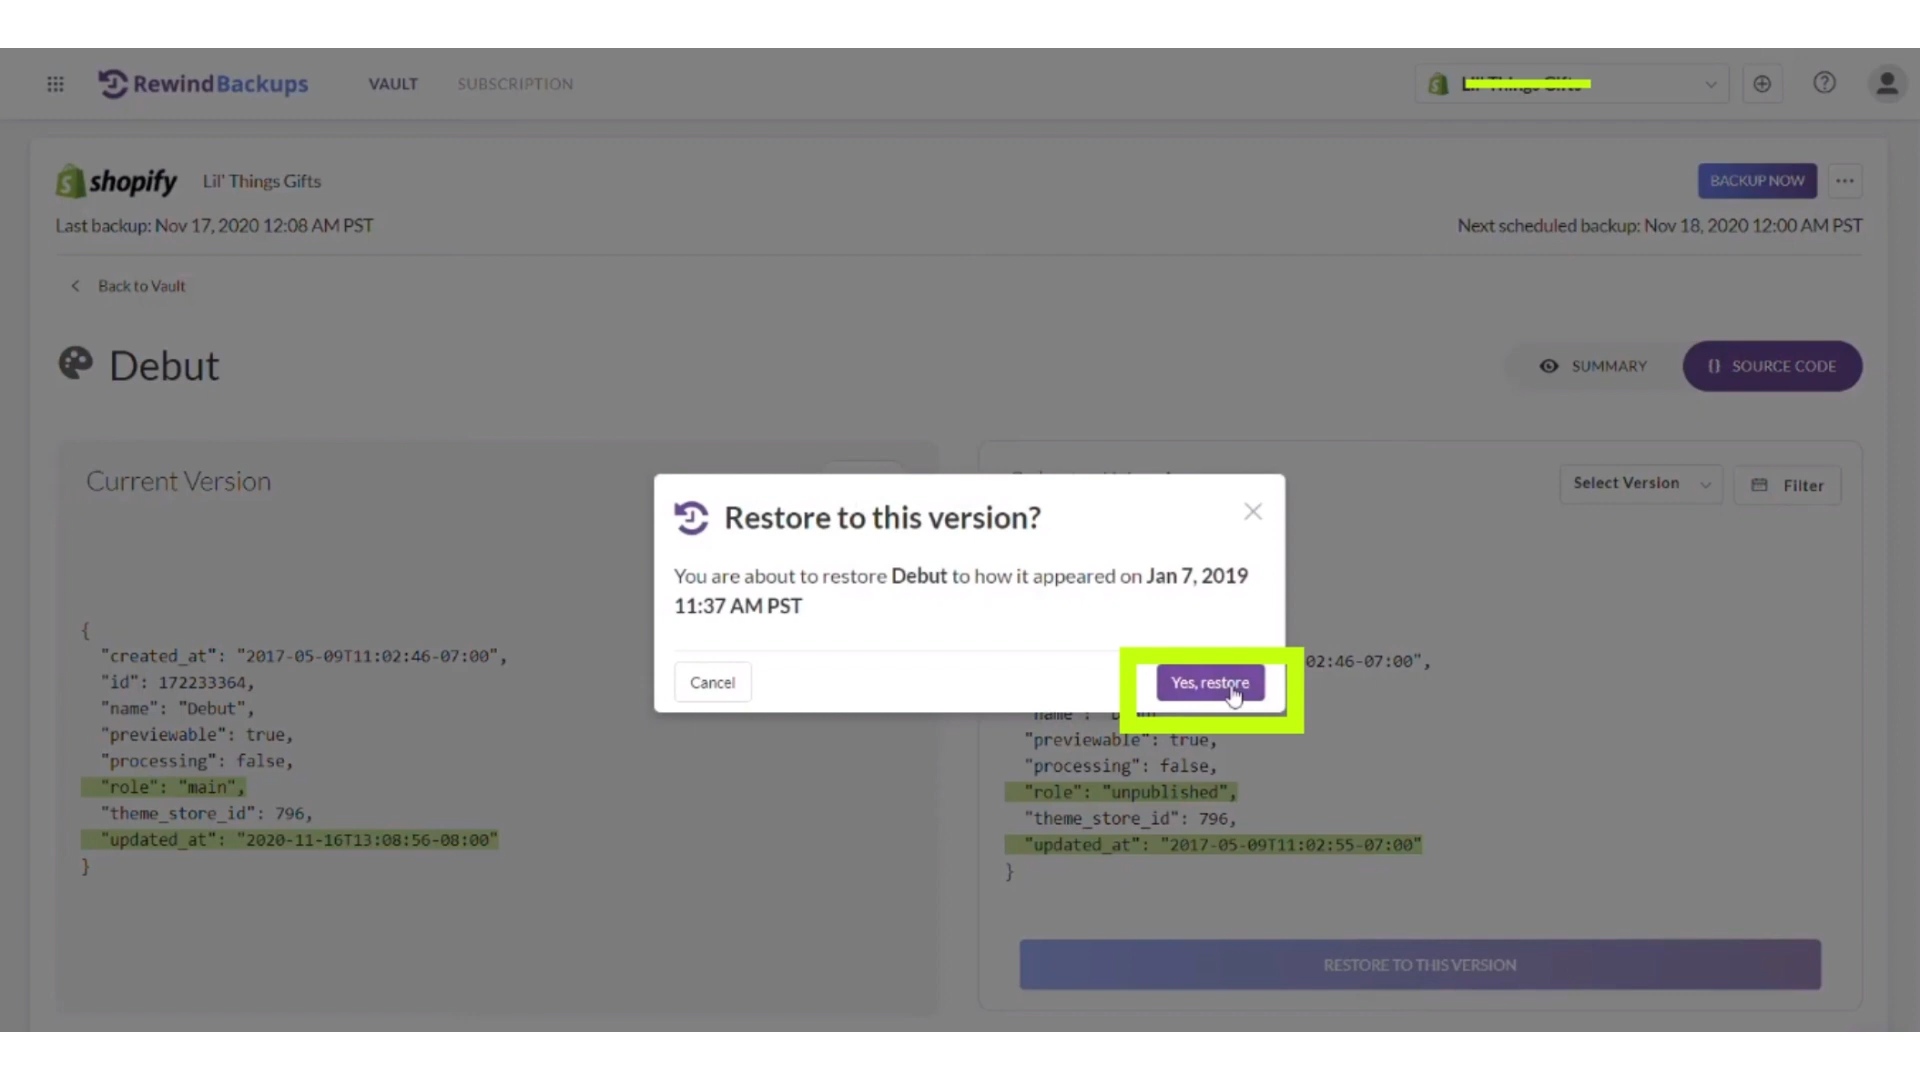 RewindBackups
VAULT
SUBSCRIPTION
shopify Lil' Things Gifts
BACKUP NOW
Last backup: Nov 17, 2020 12:08 AM PST
Next scheduled backup: Nov 18, 2020 12:00 AM PST
Back to Vault
Debut
SUMMARY
{} SOURCE CODE
Current Version
Select Version
Filter
Restore to this version?
You are about to restore Debut to how it appeared on Jan 7, 2019
11:37 AM PST
Cancel
Yes, restore
{
"created_at": "2017-05-09T11:02:46-07:00",
"id": 172233364,
"name": "Debut",
"previewable": true,
"processing": false,
"role": "main",
"theme_store_id": 796,
"updated_at": "2020-11-16T13:08:56-08:00"
}
02:46-07:00",
"previewable": true,
"processing": false,
"role": "unpublished",
"theme_store_id": 796,
"updated_at": "2017-05-09T11:02:55-07:00"
}
RESTORE TO THIS VERSION